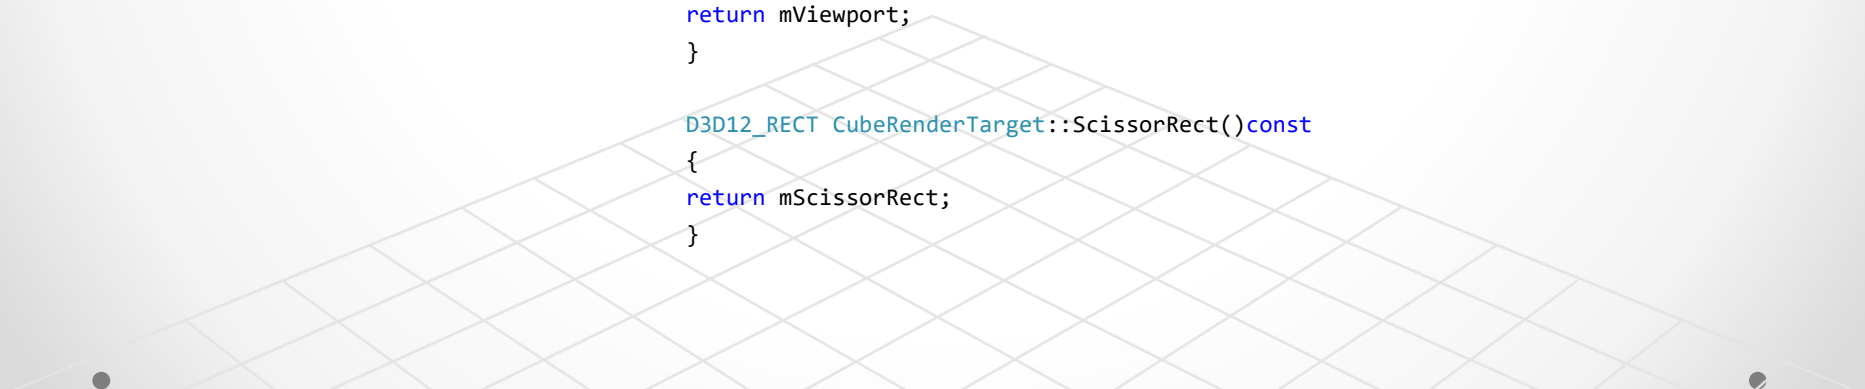 return mViewport;
}
D3D12_RECT CubeRenderTarget::ScissorRect()const
{
return mScissorRect;
}